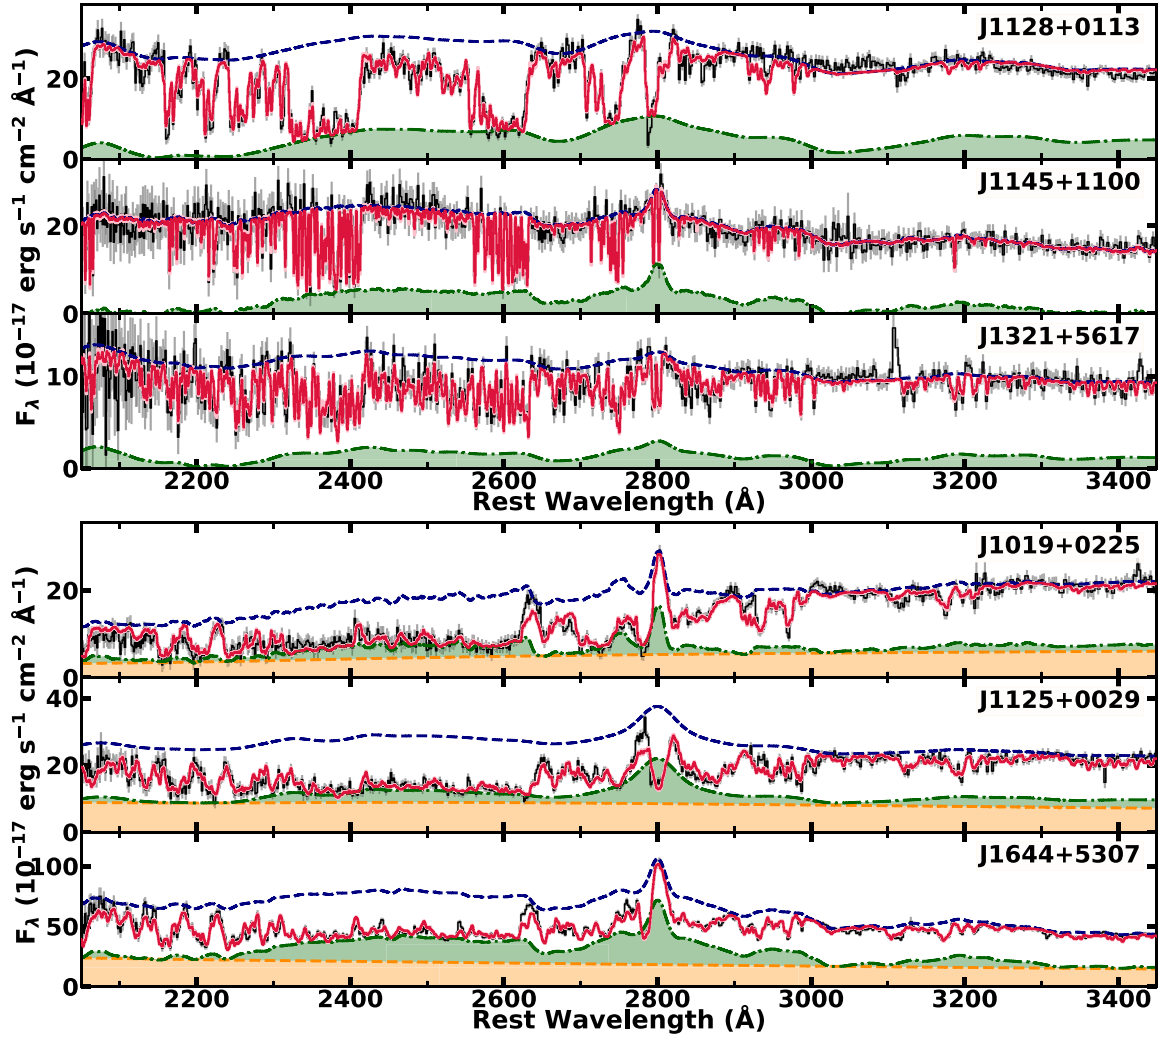 J1128+0113
20
0
J1145+1100
20
0
J1321+5617
10
0
2200 2400 2600 2800 3000 3200 3400
Rest Wavelength (Å)
F_λ (10⁻¹⁷ erg s⁻¹ cm⁻² Å⁻¹)
J1019+0225
20
0
J1125+0029
40
20
0
J1644+5307
100
50
0
2200 2400 2600 2800 3000 3200 3400
Rest Wavelength (Å)
F_λ (10⁻¹⁷ erg s⁻¹ cm⁻² Å⁻¹)